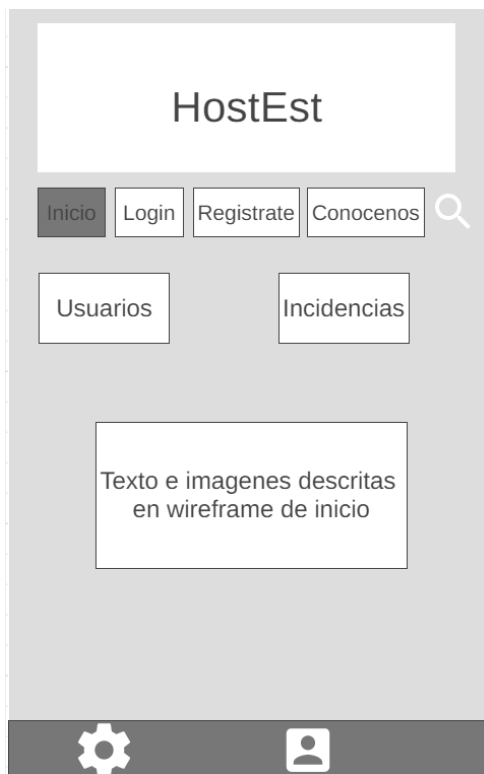 HostEst
Inicio Login Registrate Conocenos
Usuarios Incidencias
Texto e imagenes descritas
en wireframe de inicio